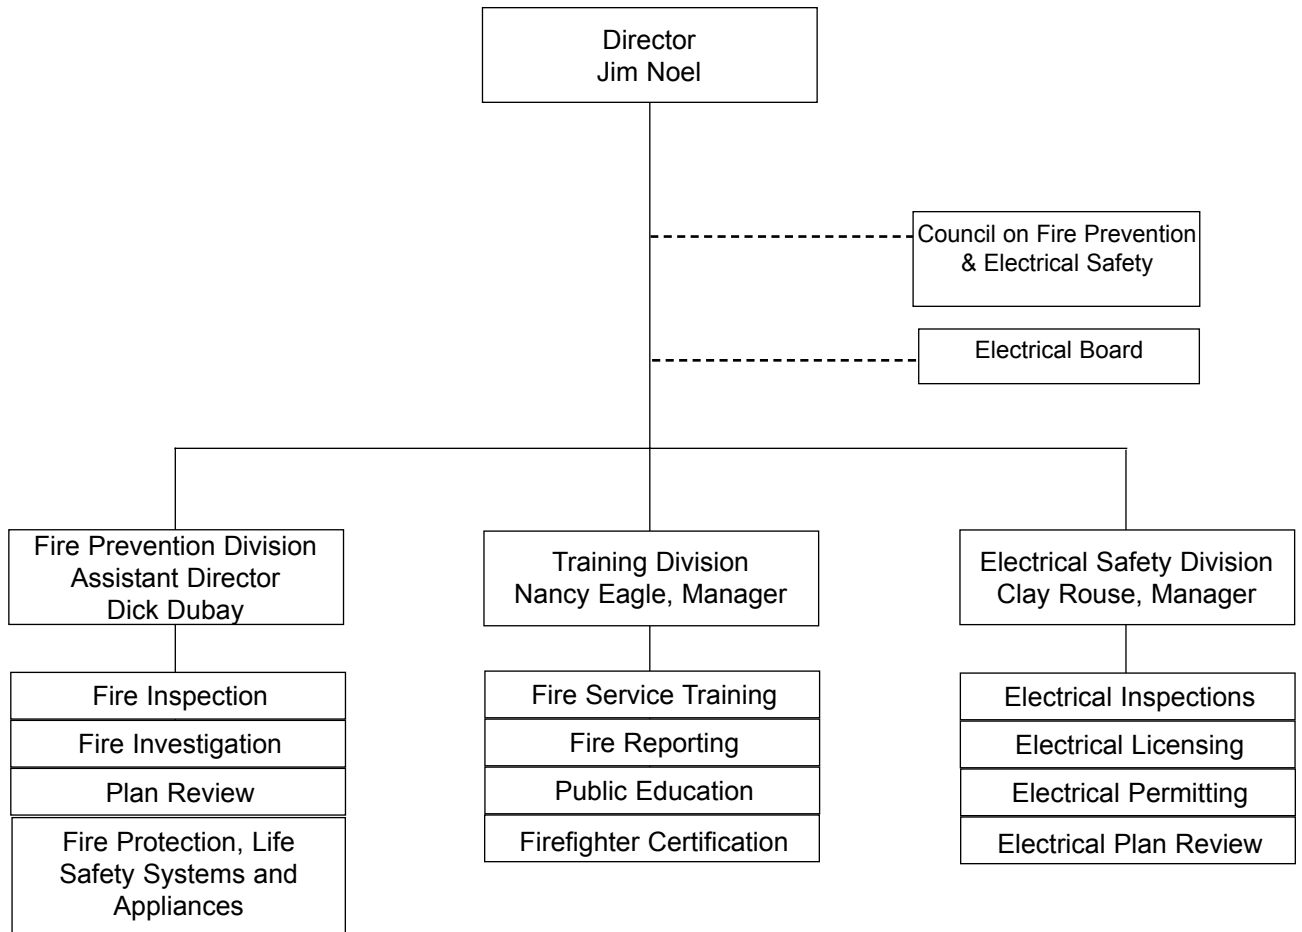 Director
Jim Noel
Council on Fire Prevention
& Electrical Safety
Electrical Board
Fire Prevention Division
Assistant Director
Dick Dubay
Training Division
Nancy Eagle, Manager
Electrical Safety Division
Clay Rouse, Manager
Fire Inspection
Fire Investigation
Plan Review
Fire Protection, Life
Safety Systems and
Appliances
Fire Service Training
Fire Reporting
Public Education
Firefighter Certification
Electrical Inspections
Electrical Licensing
Electrical Permitting
Electrical Plan Review